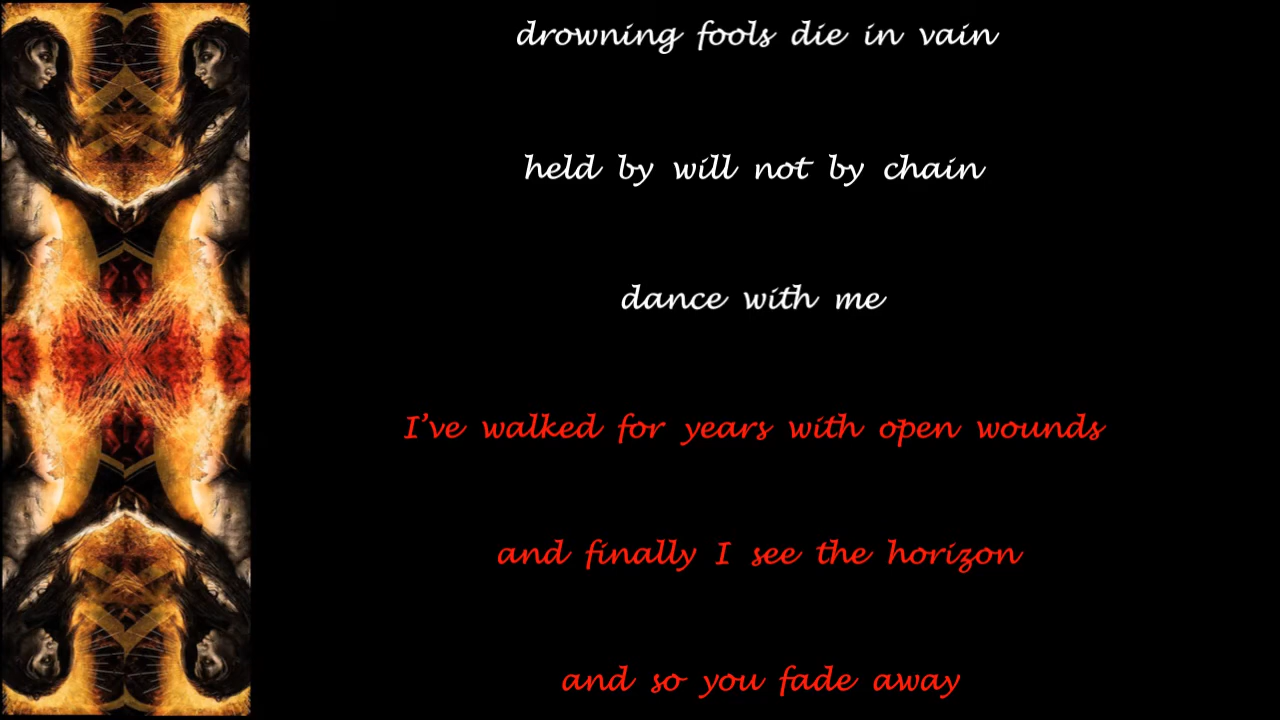 drowning fools die in vain
held by will not by chain
dance with me
I've walked for years with open wounds
and finally I see the horizon
and so you fade away